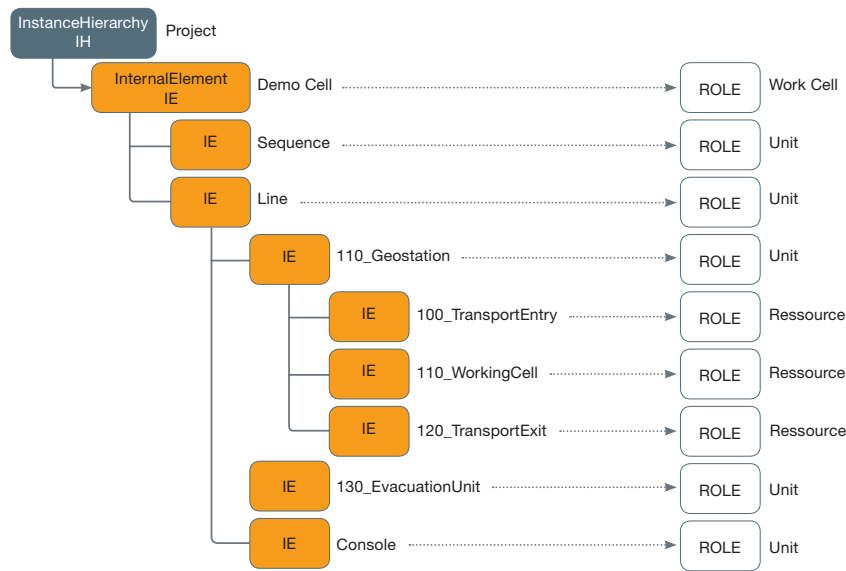 InstanceHierarchy
IH
Project
InternalElement
IE
Demo Cell
ROLE
Work Cell
IE
Sequence
ROLE
Unit
IE
Line
ROLE
Unit
IE
110_Geostation
ROLE
Unit
IE
100_TransportEntry
ROLE
Ressource
IE
110_WorkingCell
ROLE
Ressource
IE
120_TransportExit
ROLE
Ressource
IE
130_EvacuationUnit
ROLE
Unit
IE
Console
ROLE
Unit